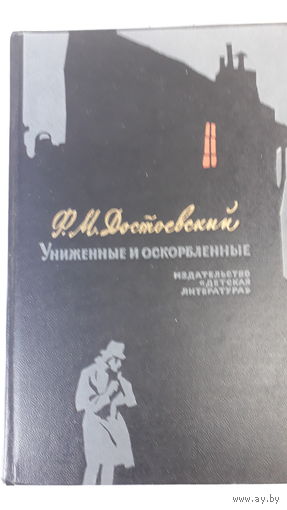 Ф.М.Достоевский
УНИЖЕННЫЕ И ОСКОРБЛЕННЫЕ
ИЗДАТЕЛЬСТВО
«ДЕТСКАЯ
ЛИТЕРАТУРА»
www.ay.by